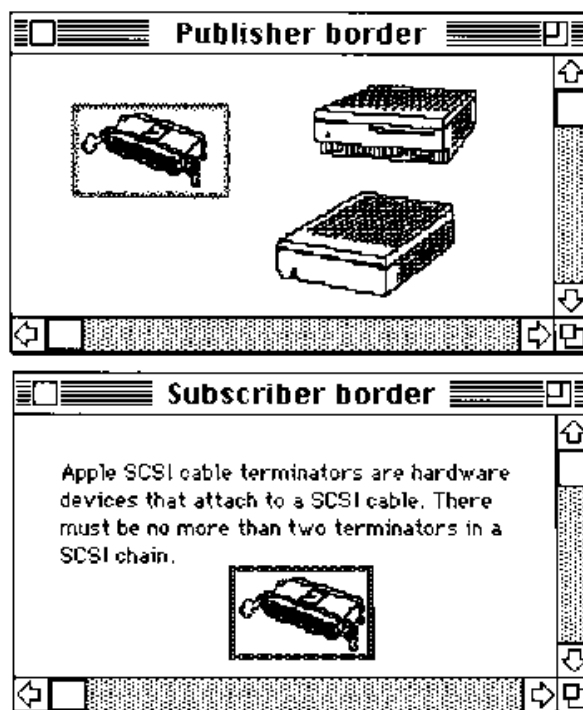 Publisher border
Subscriber border
Apple SCSI cable terminators are hardware
devices that attach to a SCSI cable. There
must be no more than two terminators in a
SCSI chain.